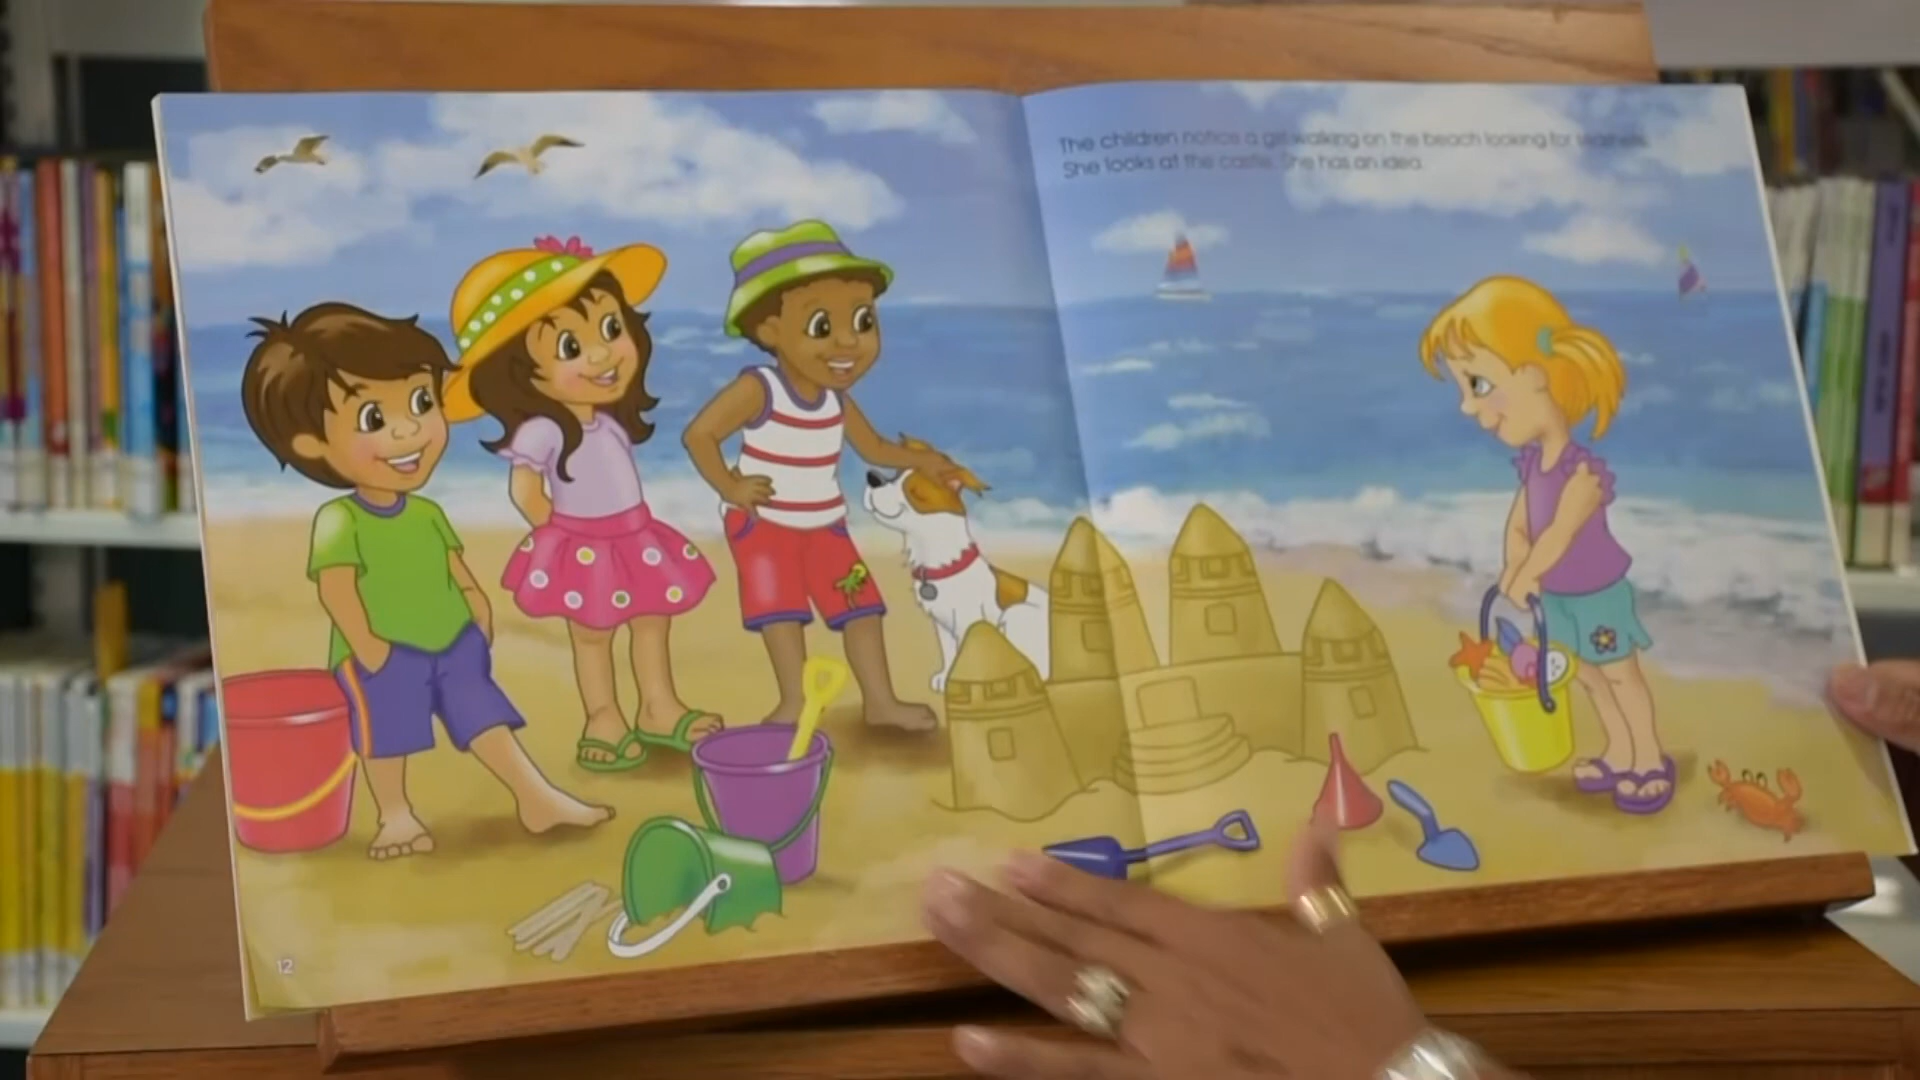 The children notice a girl walking on the beach looking for seashells.
She looks at the castle. She has an idea.
12